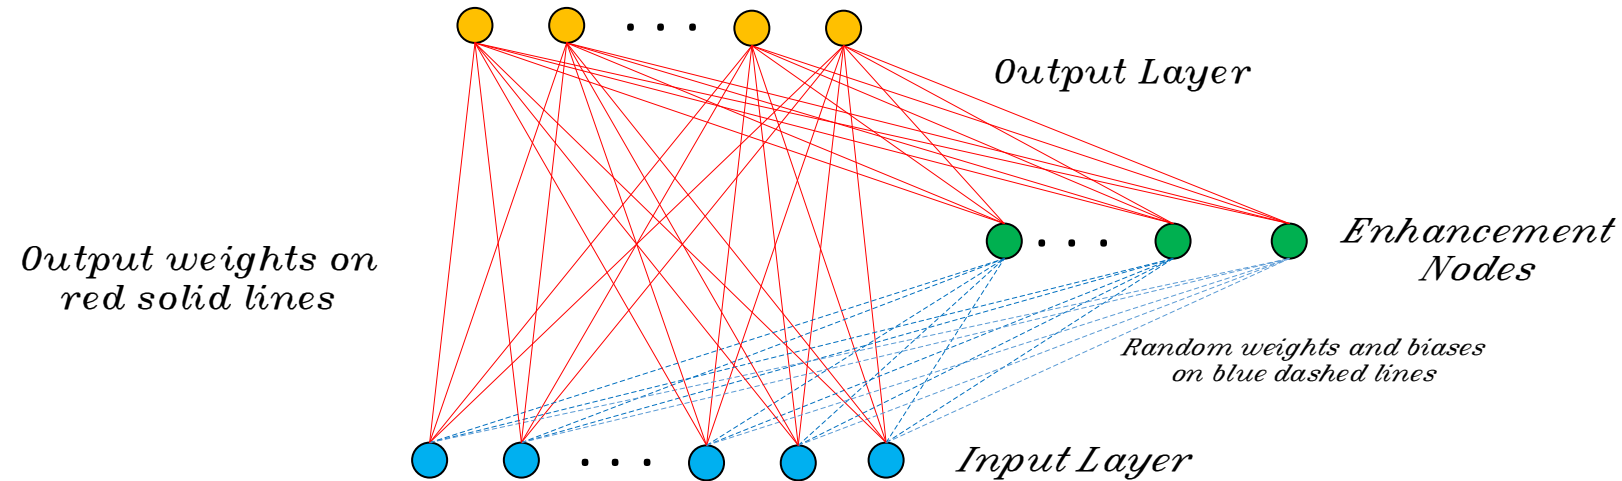 Output Layer
Enhancement
Nodes
Output weights on
red solid lines
Random weights and biases
on blue dashed lines
Input Layer